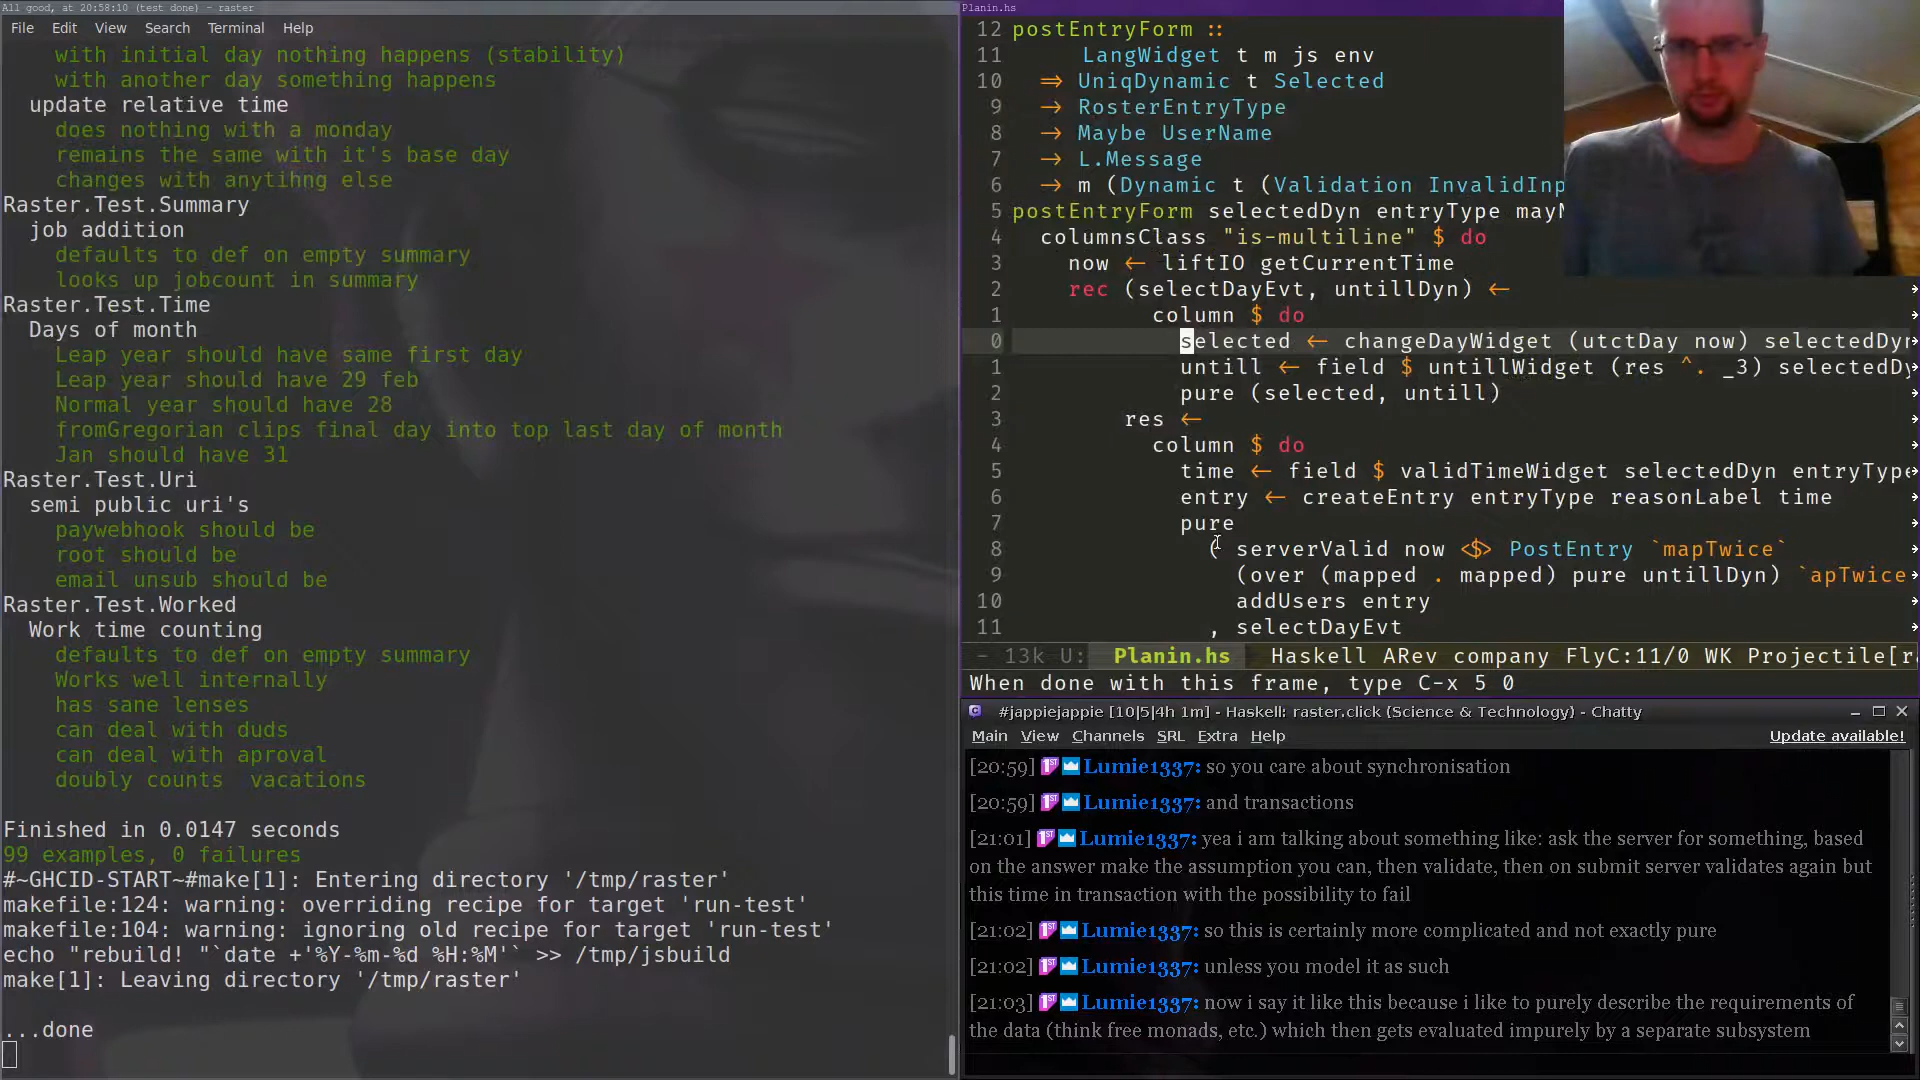 All good, at 20:58:10 (test done) - raster
File Edit View Search Terminal Help
with initial day nothing happens (stability)
with another day something happens
update relative time
does nothing with a monday
remains the same with it's base day
changes with anytihng else
Raster.Test.Summary
job addition
defaults to def on empty summary
looks up jobcount in summary
Raster.Test.Time
Days of month
Leap year should have same first day
Leap year should have 29 feb
Normal year should have 28
fromGregorian clips final day into top last day of month
Jan should have 31
Raster.Test.Uri
semi public uri's
paywebhook should be
root should be
email unsub should be
Raster.Test.Worked
Work time counting
defaults to def on empty summary
Works well internally
has sane lenses
can deal with duds
can deal with aproval
doubly counts  vacations
Finished in 0.0147 seconds
99 examples, 0 failures
#~GHCID-START~#make[1]: Entering directory '/tmp/raster'
makefile:124: warning: overriding recipe for target 'run-test'
makefile:104: warning: ignoring old recipe for target 'run-test'
echo "rebuild! "`date +'%Y-%m-%d %H:%M'` >> /tmp/jsbuild
make[1]: Leaving directory '/tmp/raster'
...done
Planin.hs
12 postEntryForm ::
11 LangWidget t m js env
10 ⇒ UniqDynamic t Selected
9 → RosterEntryType
8 → Maybe UserName
7 → L.Message
6 → m (Dynamic t (Validation InvalidInp
5 postEntryForm selectedDyn entryType may
4 columnsClass "is-multiline" $ do
3 now ← liftIO getCurrentTime
2 rec (selectDayEvt, untillDyn) ←
1 column $ do
0 selected ← changeDayWidget (utctDay now) selectedDyn
1 untill ← field $ untillWidget (res ^. _3) selectedDy
2 pure (selected, untill)
3 res ←
4 column $ do
5 time ← field $ validTimeWidget selectedDyn entryType
6 entry ← createEntry entryType reasonLabel time
7 pure
8 ( serverValid now <$> PostEntry `mapTwice`
9 (over (mapped . mapped) pure untillDyn) `apTwice
10 addUsers entry
11 , selectDayEvt
- 13k U: Planin.hs Haskell ARev company FlyC:11/0 WK Projectile[r
When done with this frame, type C-x 5 0
#jappiejappie [10|5|4h 1m] - Haskell: raster.click (Science & Technology) - Chatty
Main View Channels SRL Extra Help Update available!
[20:59] 1ST Lumie1337: so you care about synchronisation
[20:59] 1ST Lumie1337: and transactions
[21:01] 1ST Lumie1337: yea i am talking about something like: ask the server for something, based
on the answer make the assumption you can, then validate, then on submit server validates again but
this time in transaction with the possibility to fail
[21:02] 1ST Lumie1337: so this is certainly more complicated and not exactly pure
[21:02] 1ST Lumie1337: unless you model it as such
[21:03] 1ST Lumie1337: now i say it like this because i like to purely describe the requirements of
the data (think free monads, etc.) which then gets evaluated impurely by a separate subsystem